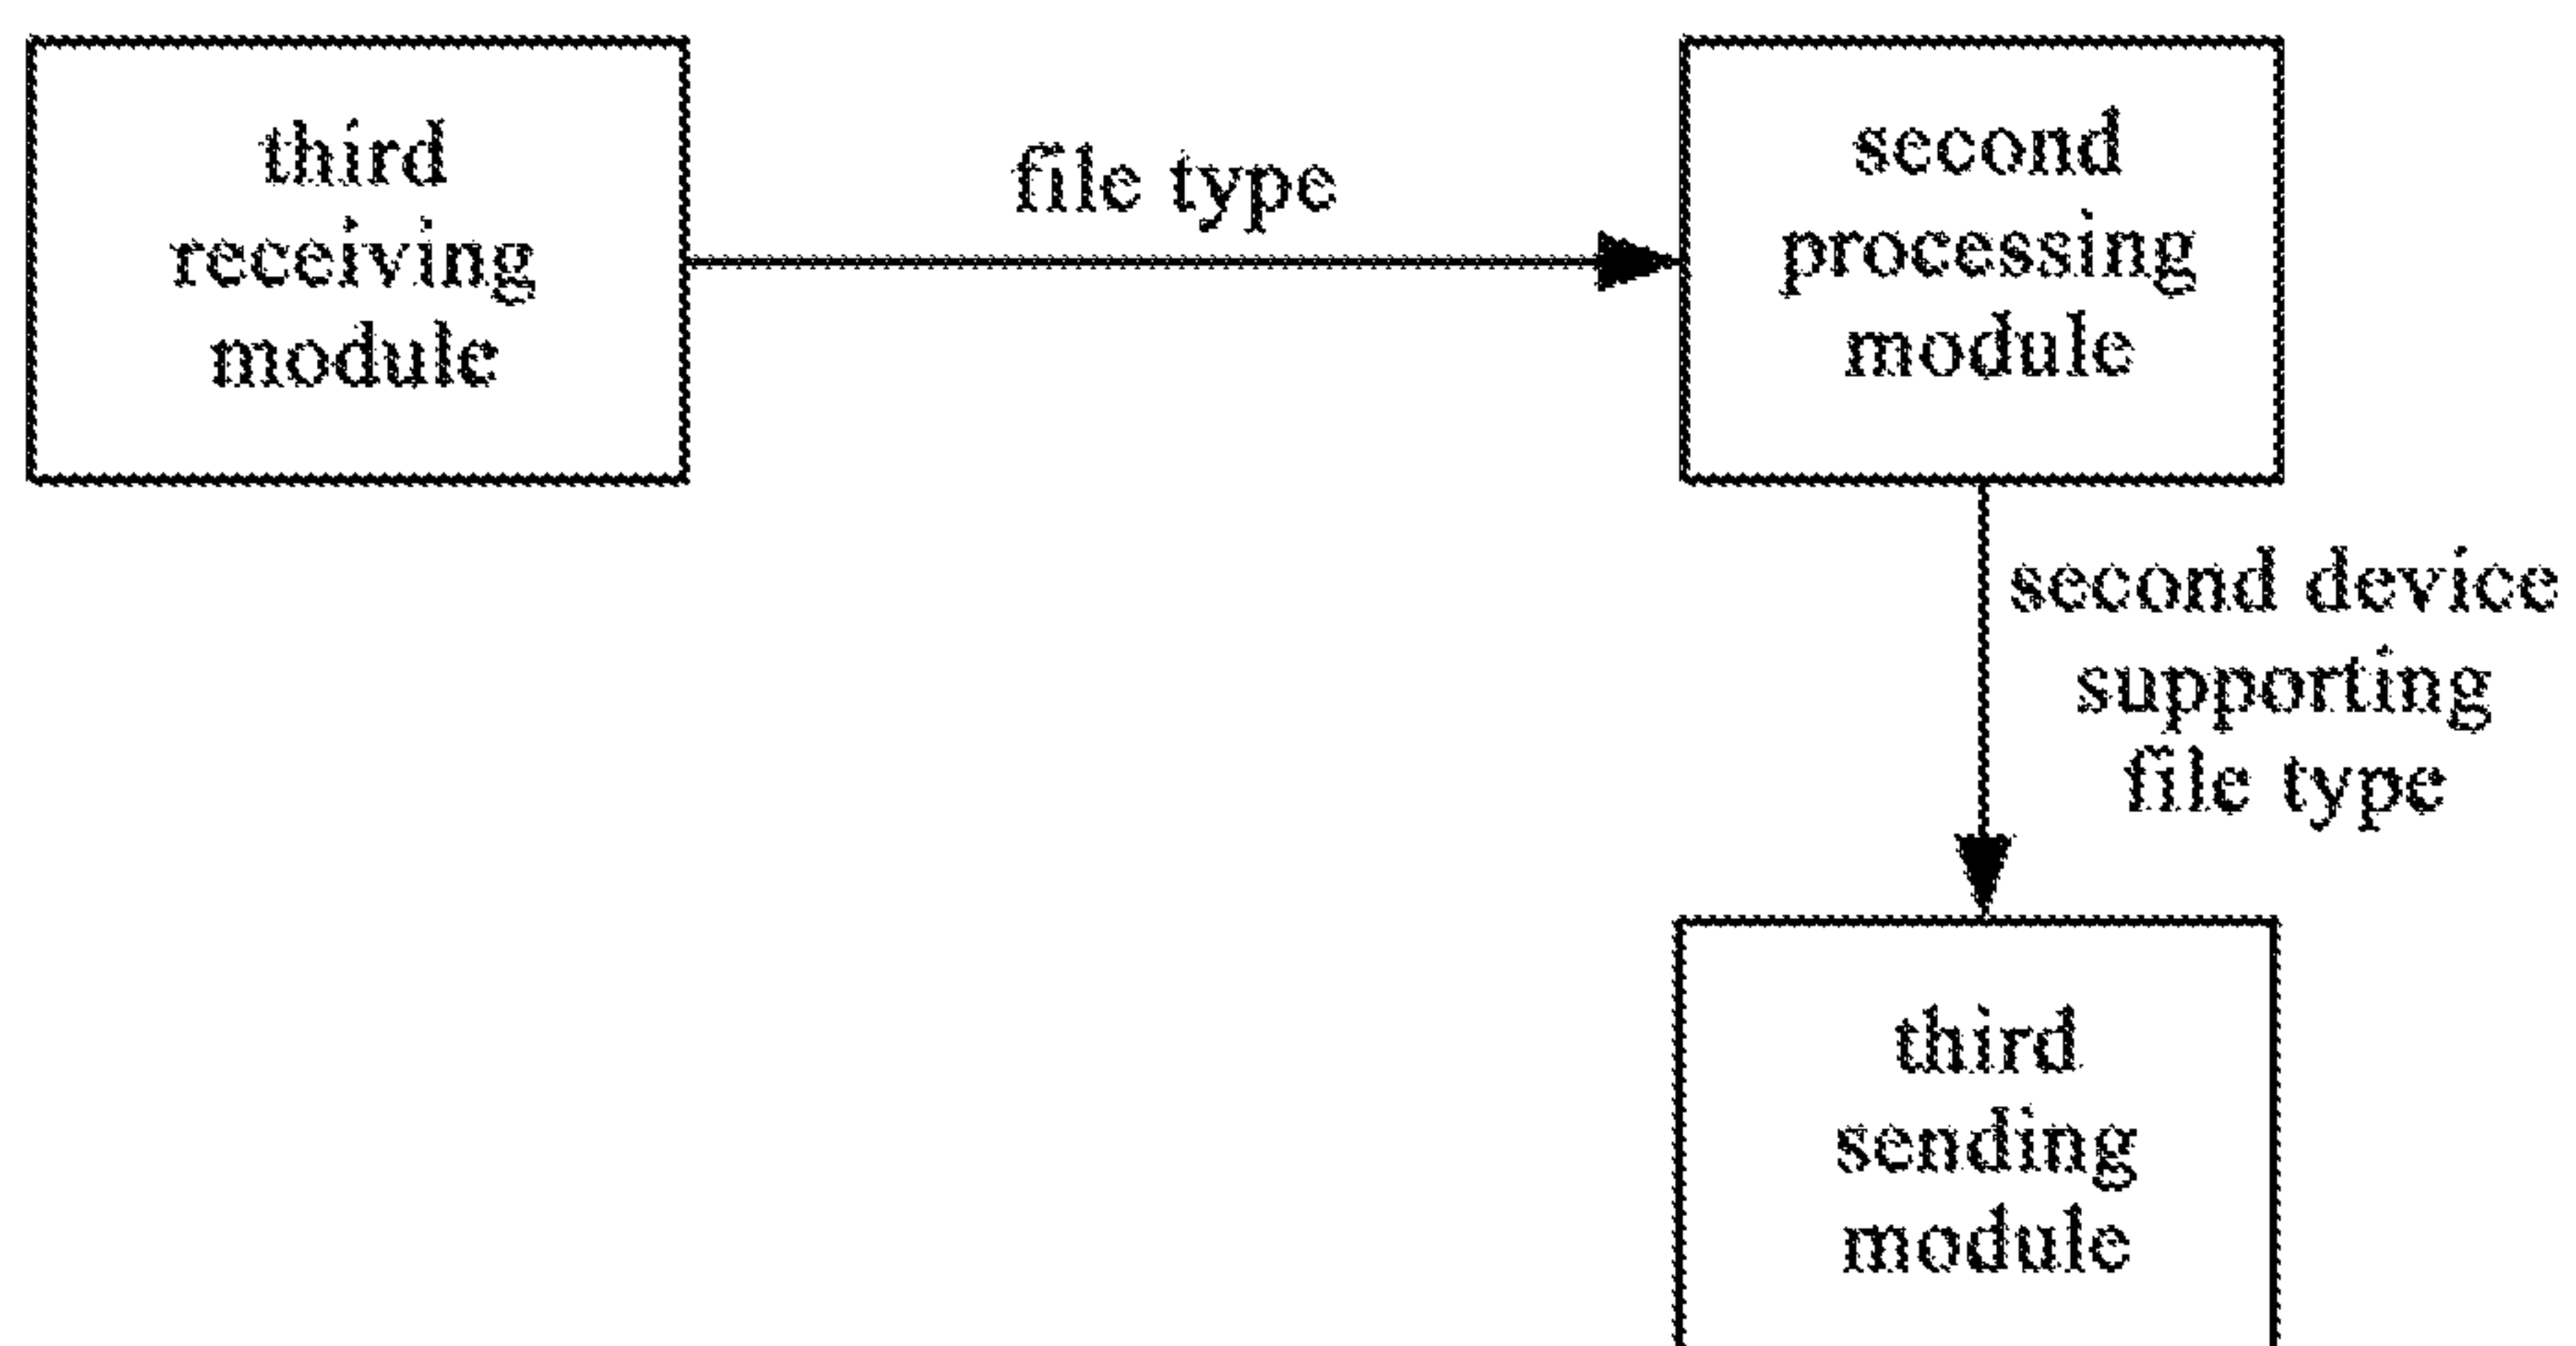 third
receiving
module
file type
second
processing
module
second device
supporting
file type
third
sending
module